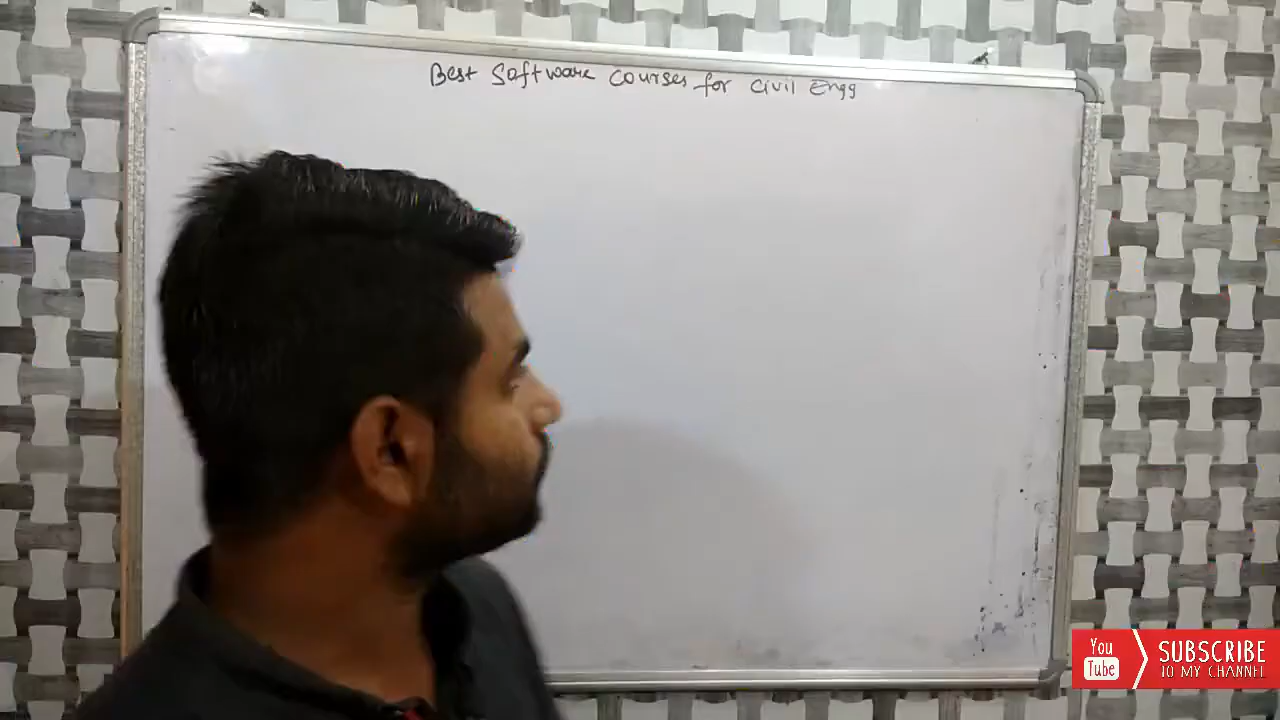 Best Software Courses for Civil Engg
You
Tube
SUBSCRIBE
TO MY CHANNEL